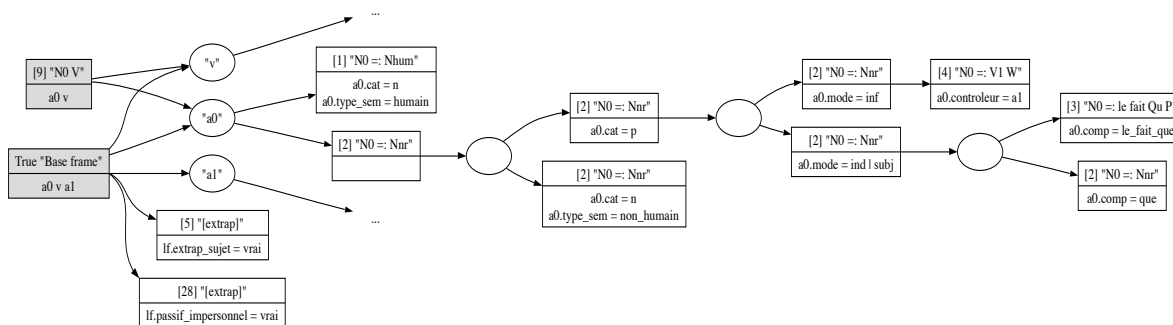 ...
[9] "N0 V"
a0 v
"v"
[1] "N0 =: Nhum"
a0.cat = n
a0.type_sem = humain
[2] "N0 =: Nnr"
a0.mode = inf
[4] "N0 =: V1 W"
a0.controleur = a1
"a0"
[2] "N0 =: Nnr"
a0.cat = p
[3] "N0 =: le fait Qu P
a0.comp = le_fait_que
True "Base frame"
a0 v a1
[2] "N0 =: Nnr"
[2] "N0 =: Nnr"
a0.mode = ind | subj
"a1"
[2] "N0 =: Nnr"
a0.cat = n
a0.type_sem = non_humain
[2] "N0 =: Nnr"
a0.comp = que
...
[5] "[extrap]"
lf.extrap_sujet = vrai
[28] "[extrap]"
lf.passif_impersonnel = vrai